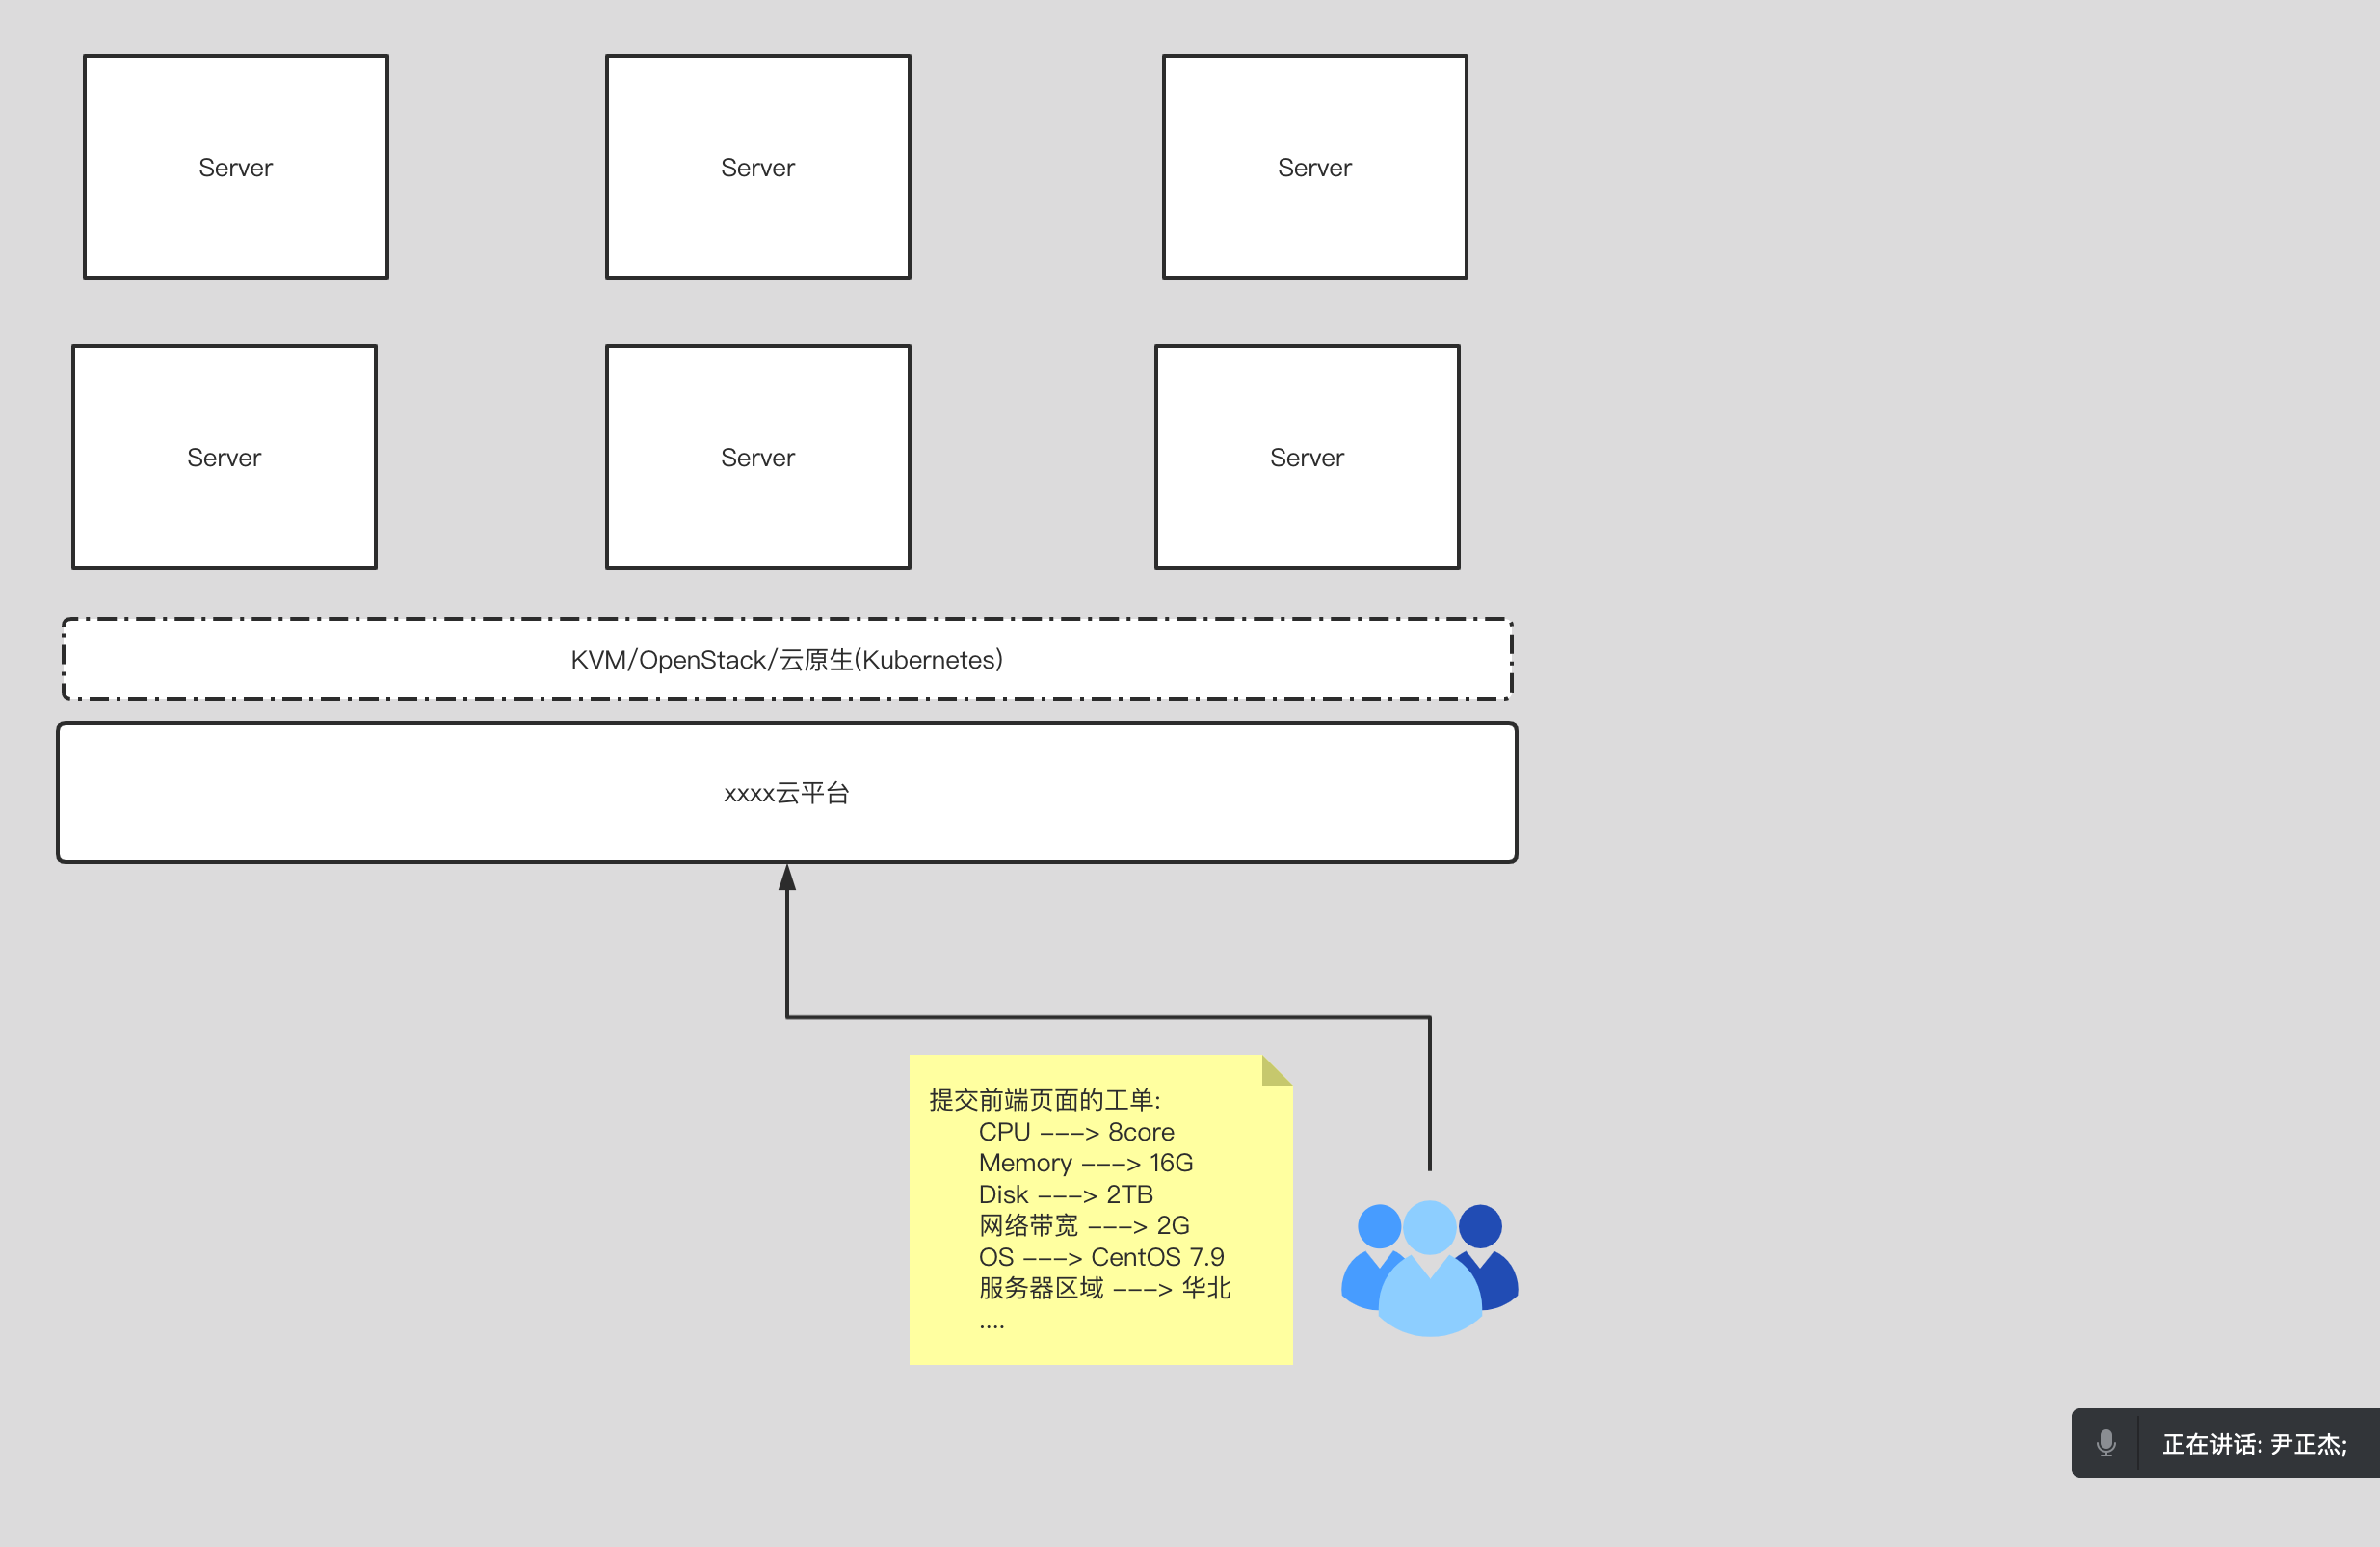 Server
Server
Server
Server
Server
Server
KVM/OpenStack/云原生(Kubernetes)
xxxx云平台
提交前端页面的工单:
CPU ---> 8core
Memory ---> 16G
Disk ---> 2TB
网络带宽 ---> 2G
OS ---> CentOS 7.9
服务器区域 ---> 华北
....
正在讲话: 尹正杰;